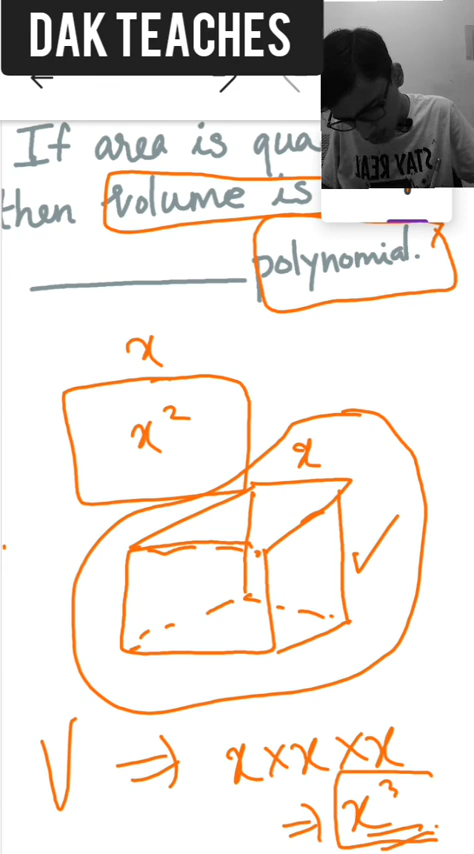 DAK TEACHES
If area is qua
then volume is
polynomial.
x
x²
x
V ⇒ x × x × x
⇒ x³